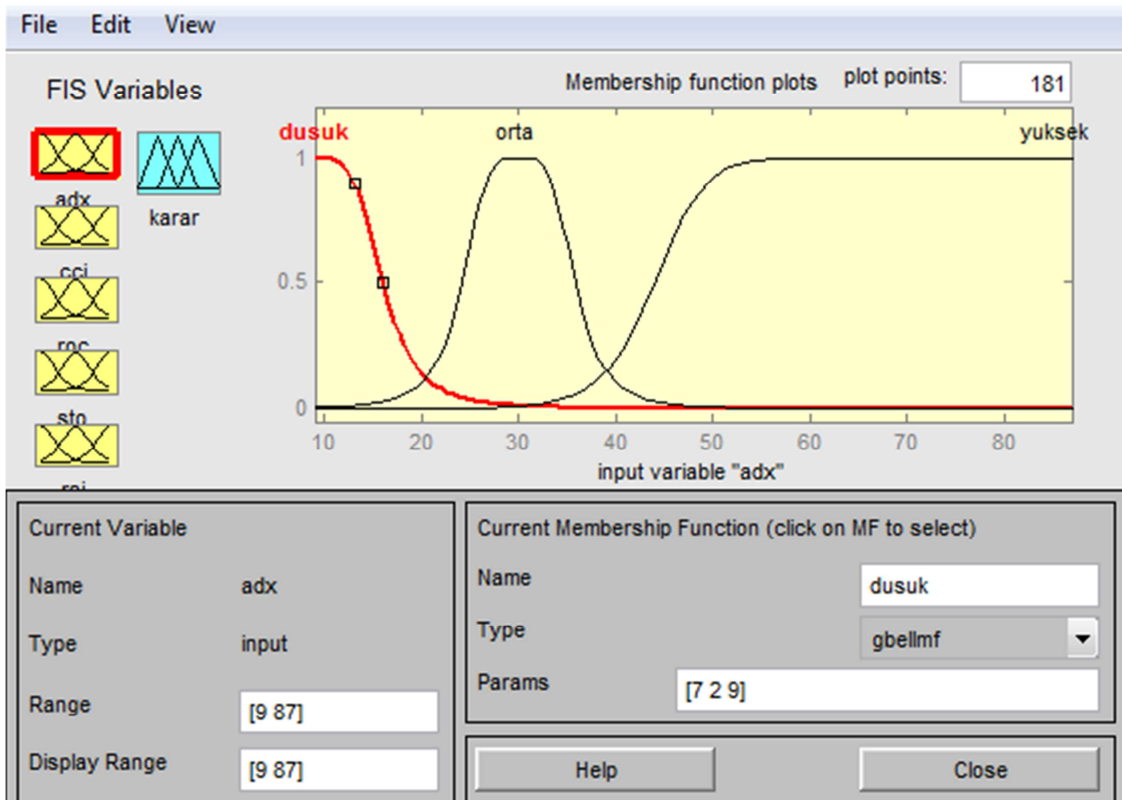 File Edit View
FIS Variables
Membership function plots plot points: 181
dusuk orta yuksek
1
0.5
0
10 20 30 40 50 60 70 80
input variable "adx"
adx
karar
cci
roc
sto
rsi
Current Variable
Name adx
Type input
Range [9 87]
Display Range [9 87]
Current Membership Function (click on MF to select)
Name dusuk
Type gbellmf
Params [7 2 9]
Help Close